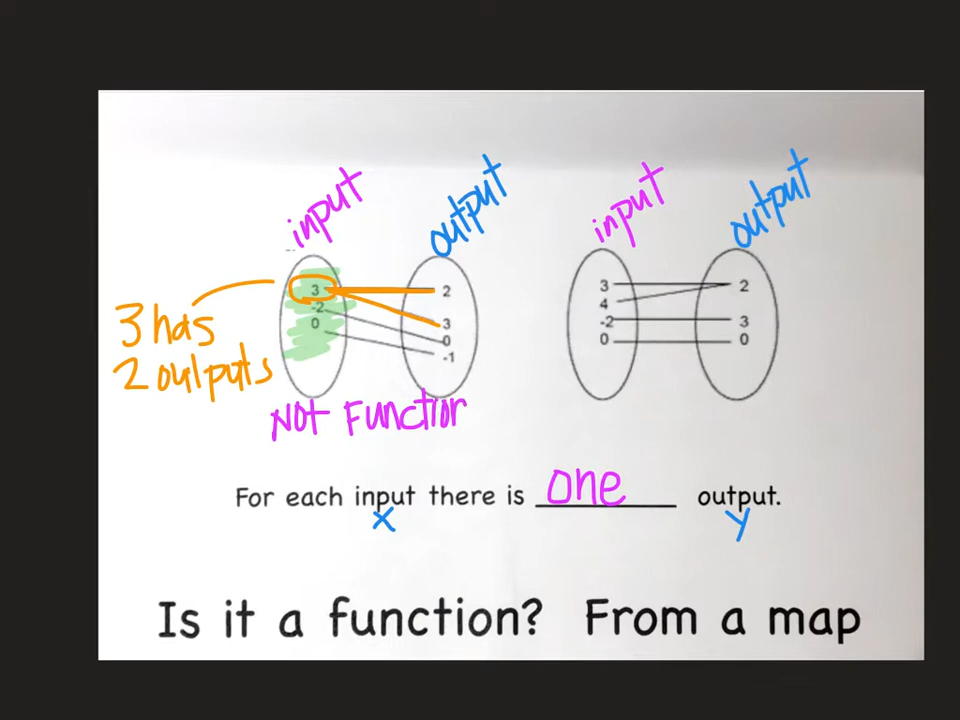 input output input output
3 2 3 2
-2 3 4 3
0 0 -2 0
-1 0
3 has
2 outputs
NOT Function
For each input there is one output.
x y
Is it a function? From a map